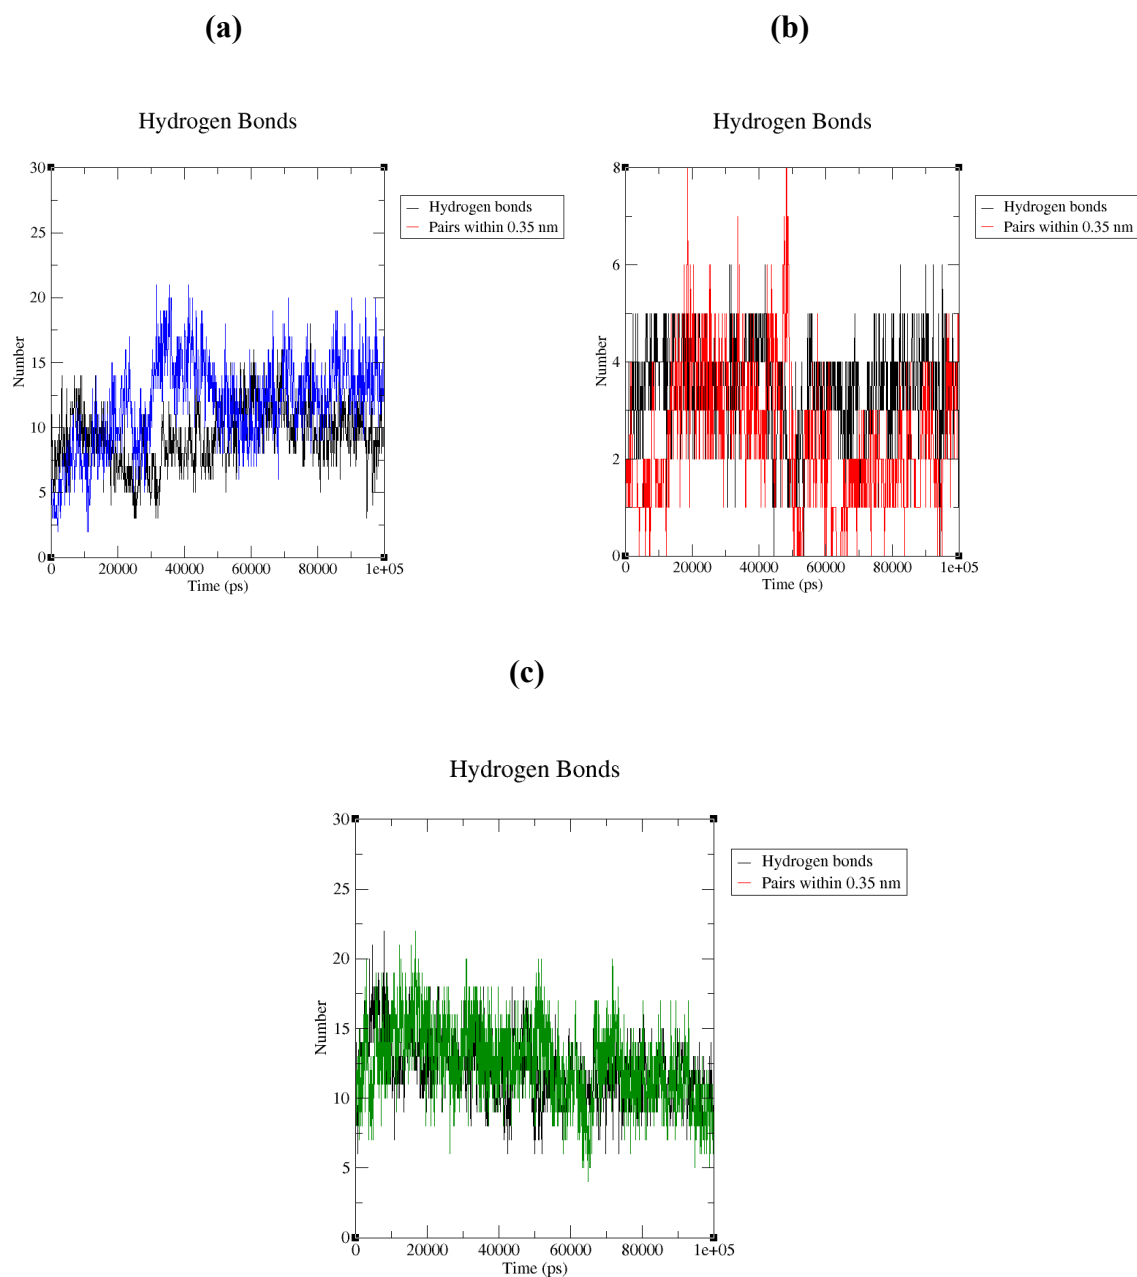 (a)
Hydrogen Bonds
30
25
20
15
10
5
0
Number
0 20000 40000 60000 80000 1e+05
Time (ps)
Hydrogen bonds
Pairs within 0.35 nm
(b)
Hydrogen Bonds
8
6
4
2
0
Number
0 20000 40000 60000 80000 1e+05
Time (ps)
Hydrogen bonds
Pairs within 0.35 nm
(c)
Hydrogen Bonds
30
25
20
15
10
5
0
Number
0 20000 40000 60000 80000 1e+05
Time (ps)
Hydrogen bonds
Pairs within 0.35 nm